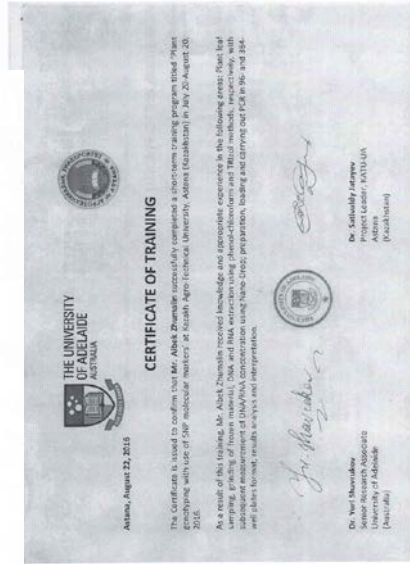 THE UNIVERSITY
OF ADELAIDE
AUSTRALIA
Astana, August 22, 2016
CERTIFICATE OF TRAINING
The Certificate is issued to confirm that Mr. Aibek Zhumalin successfully completed a short-term training program titled 'Plant
genotyping with use of SNP molecular markers' at Kazakh Agro-Technical University, Astana (Kazakhstan) in July 20-August 20,
2016.
As a result of this training, Mr. Aibek Zhumalin received knowledge and appropriate experience in the following areas: Plant leaf
sampling, grinding of frozen material, DNA and RNA extraction using phenol-chloroform and TRIzol methods, respectively, with
subsequent measurement of DNA/RNA concentration using Nano-Drop; preparation, loading and carrying out PCR in 96- and 384-
well plates format; results analysis and interpretation.
Dr. Yuri Shavrukov
Senior Research Associate
University of Adelaide
(Australia)
Dr. Satyvaldy Jatayev
Project Leader, KATU-UA
Astana
(Kazakhstan)